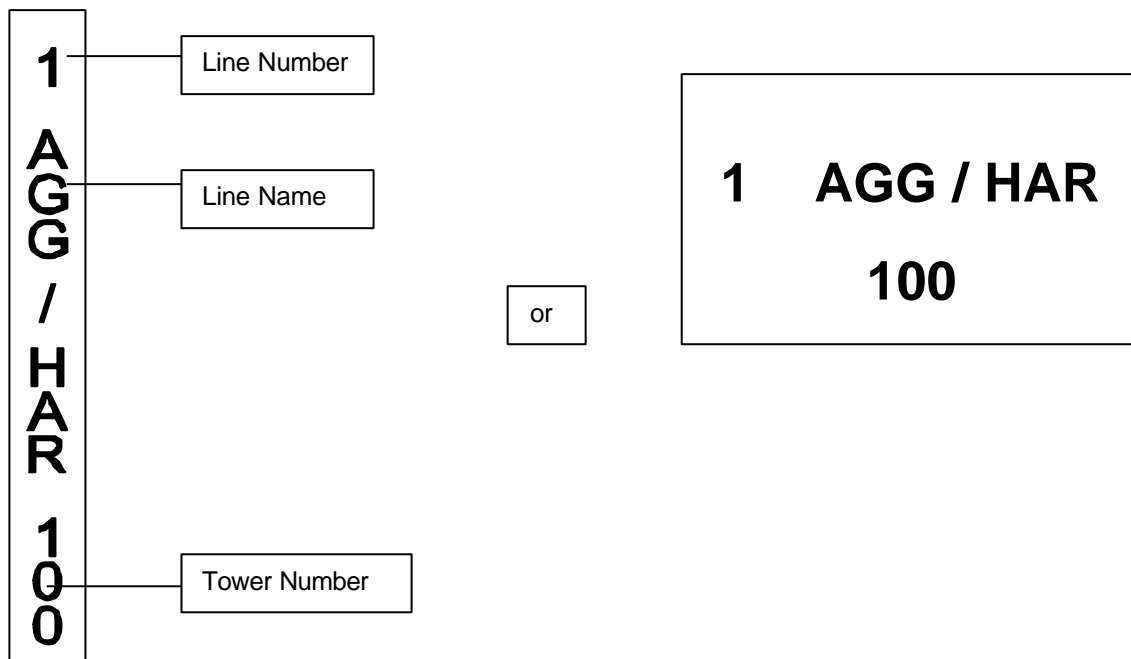 1
AGG
/
HAR
100
Line Number
Line Name
Tower Number
or
1 AGG / HAR
100